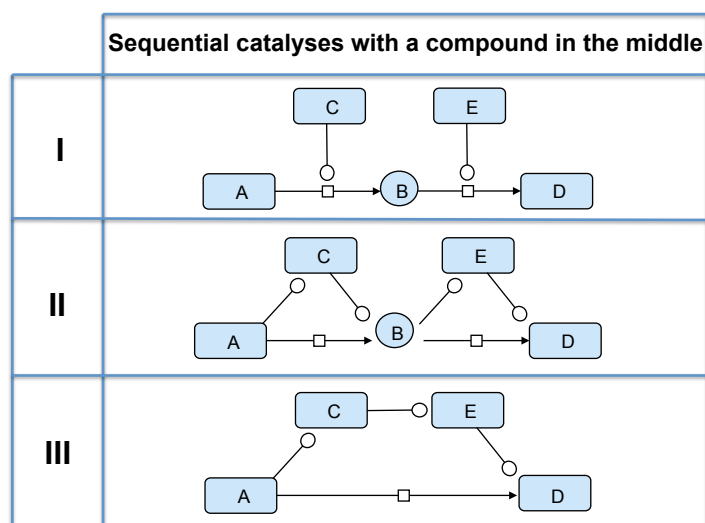 Sequential catalyses with a compound in the middle
I
C
E
A
B
D
II
C
E
A
B
D
III
C
E
A
D